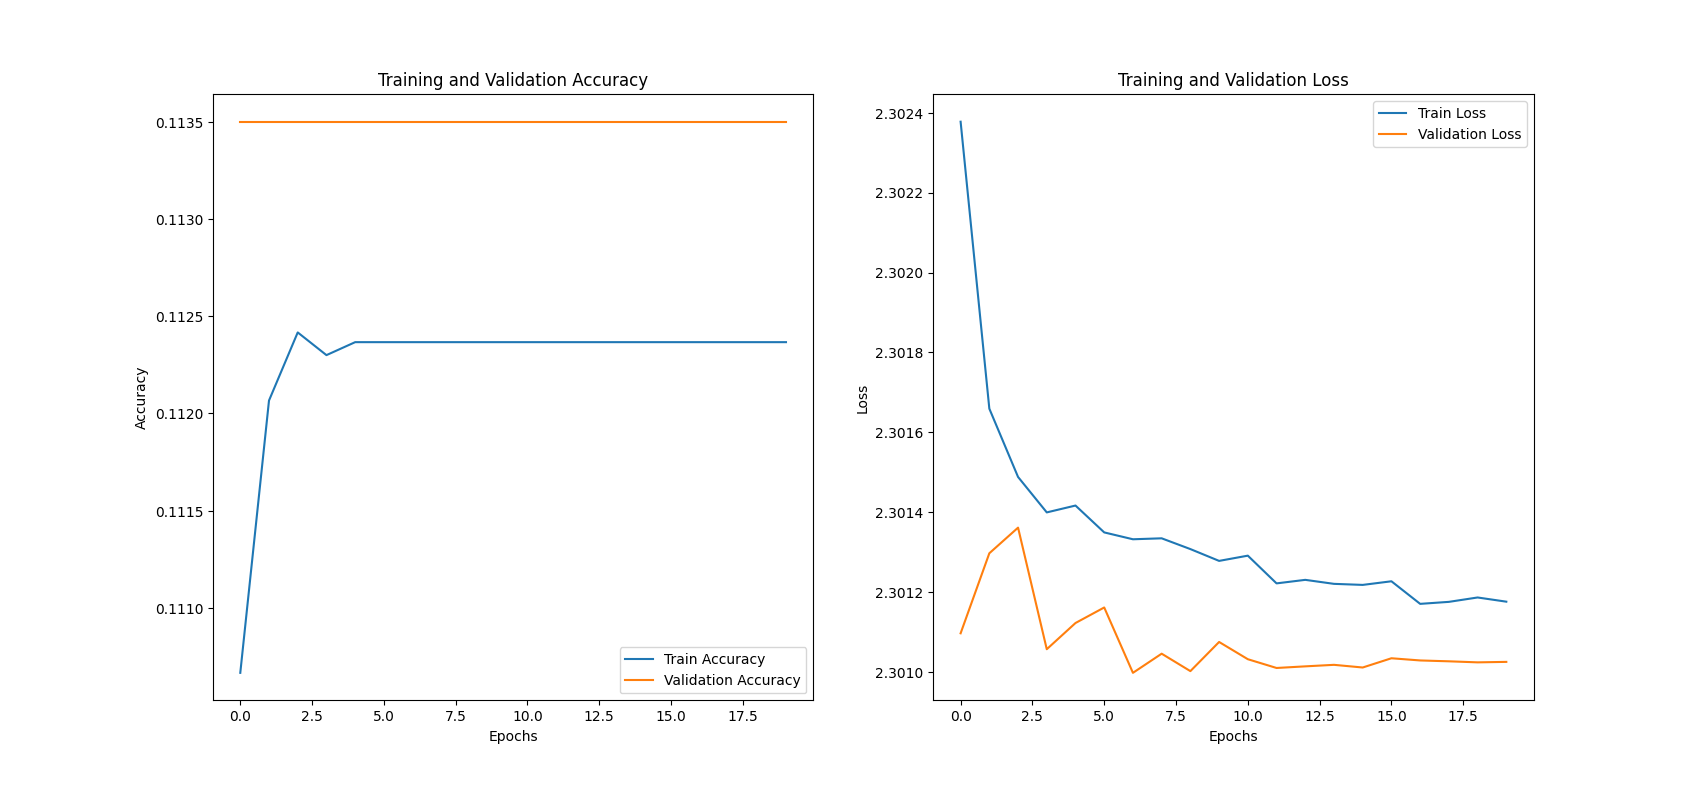 Training and Validation Accuracy
0.1135
0.1130
0.1125
0.1120
0.1115
0.1110
Accuracy
Train Accuracy
Validation Accuracy
0.0 2.5 5.0 7.5 10.0 12.5 15.0 17.5
Epochs
Training and Validation Loss
2.3024
2.3022
2.3020
2.3018
2.3016
2.3014
2.3012
2.3010
Loss
Train Loss
Validation Loss
0.0 2.5 5.0 7.5 10.0 12.5 15.0 17.5
Epochs